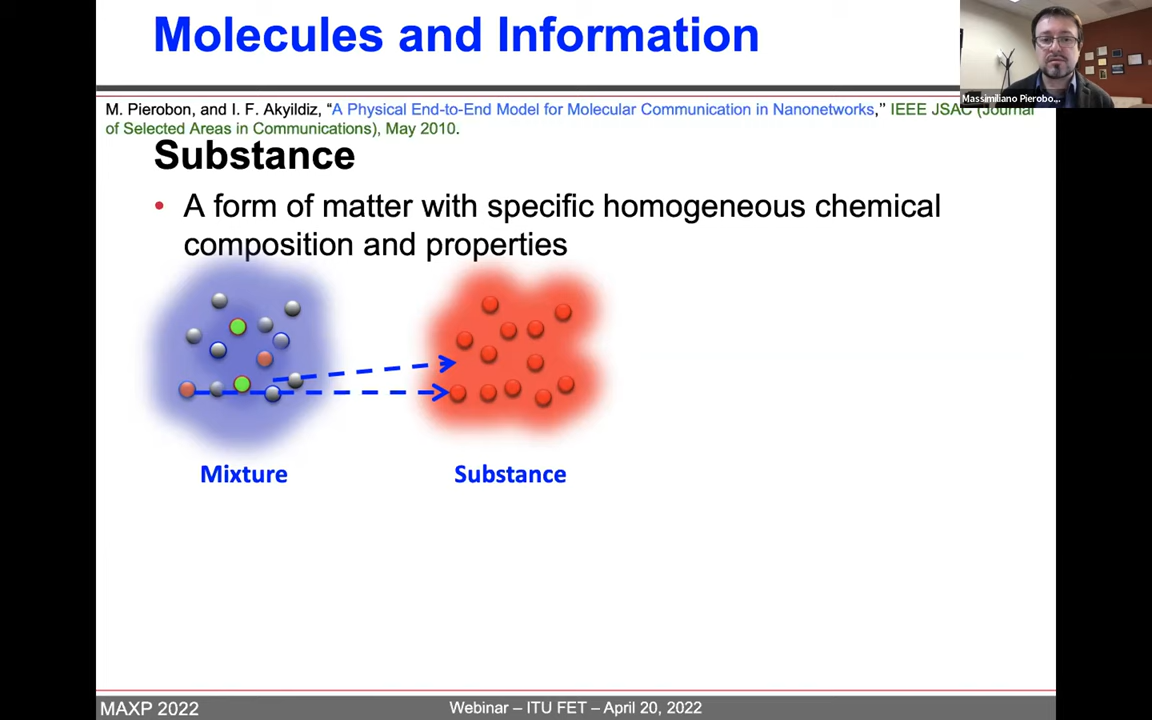 Molecules and Information
M. Pierobon, and I. F. Akyildiz, “A Physical End-to-End Model for Molecular Communication in Nanonetworks,’’ IEEE JSAC (Journal
of Selected Areas in Communications), May 2010.
Massimiliano Pierobo...
Substance
• A form of matter with specific homogeneous chemical
composition and properties
Mixture
Substance
MAXP 2022
Webinar – ITU FET – April 20, 2022